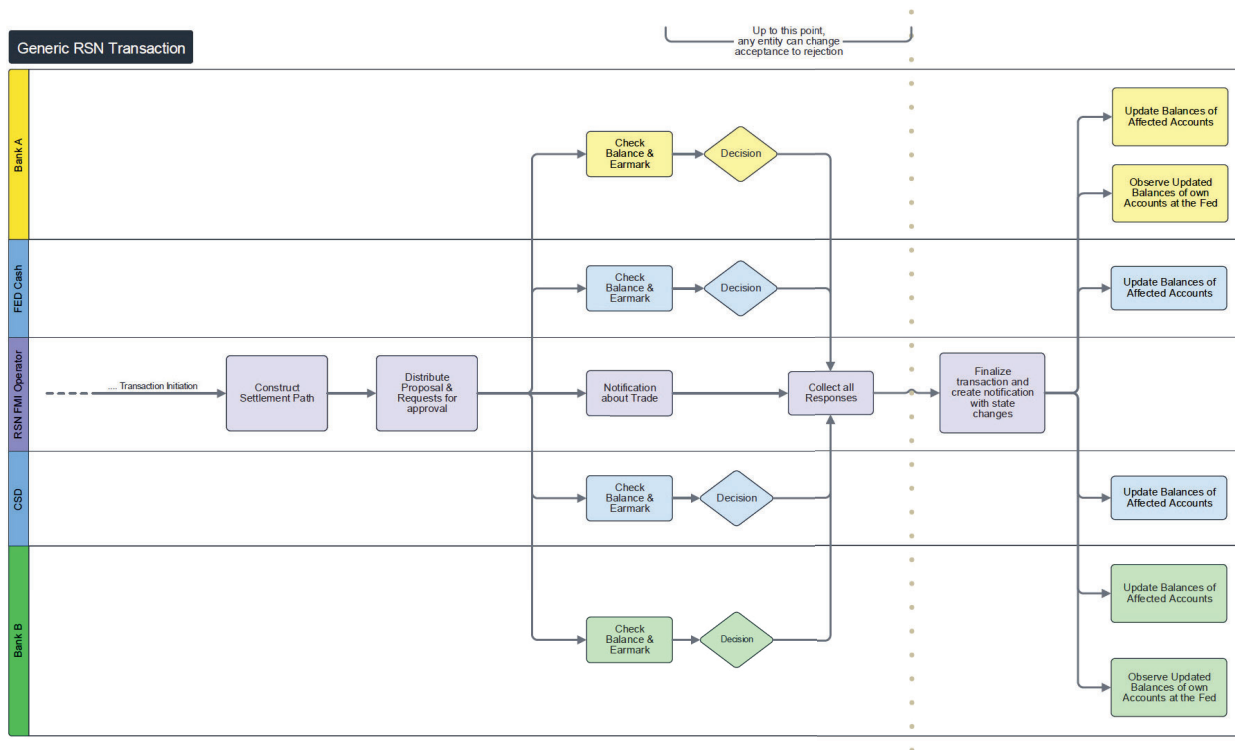 Up to this point,
any entity can change
acceptance to rejection
Generic RSN Transaction
Bank A
Check
Balance &
Earmark
Decision
Update Balances of
Affected Accounts
Observe Updated
Balances of own
Accounts at the Fed
FED Cash
Check
Balance &
Earmark
Decision
Update Balances of
Affected Accounts
RSN FMI Operator
.... Transaction Initiation
Construct
Settlement Path
Distribute
Proposal &
Requests for
approval
Notification
about Trade
Collect all
Responses
Finalize
transaction and
create notification
with state
changes
CSD
Check
Balance &
Earmark
Decision
Update Balances of
Affected Accounts
Bank B
Check
Balance &
Earmark
Decision
Update Balances of
Affected Accounts
Observe Updated
Balances of own
Accounts at the Fed